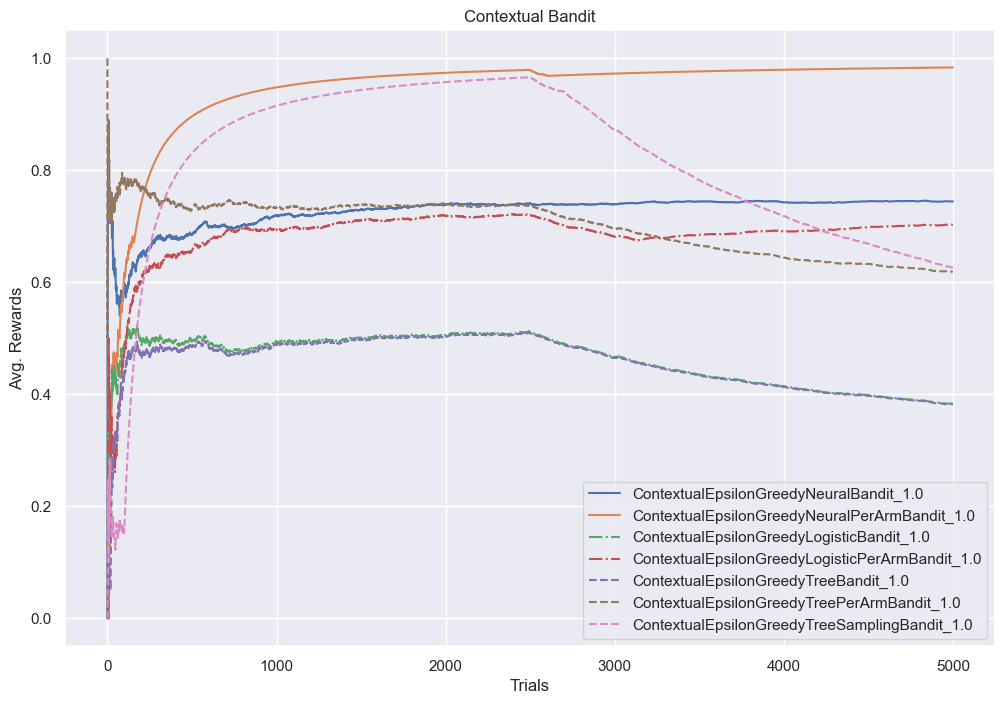 Contextual Bandit
Avg. Rewards
1.0
0.8
0.6
0.4
0.2
0.0
ContextualEpsilonGreedyNeuralBandit_1.0
ContextualEpsilonGreedyNeuralPerArmBandit_1.0
ContextualEpsilonGreedyLogisticBandit_1.0
ContextualEpsilonGreedyLogisticPerArmBandit_1.0
ContextualEpsilonGreedyTreeBandit_1.0
ContextualEpsilonGreedyTreePerArmBandit_1.0
ContextualEpsilonGreedyTreeSamplingBandit_1.0
0 1000 2000 3000 4000 5000
Trials